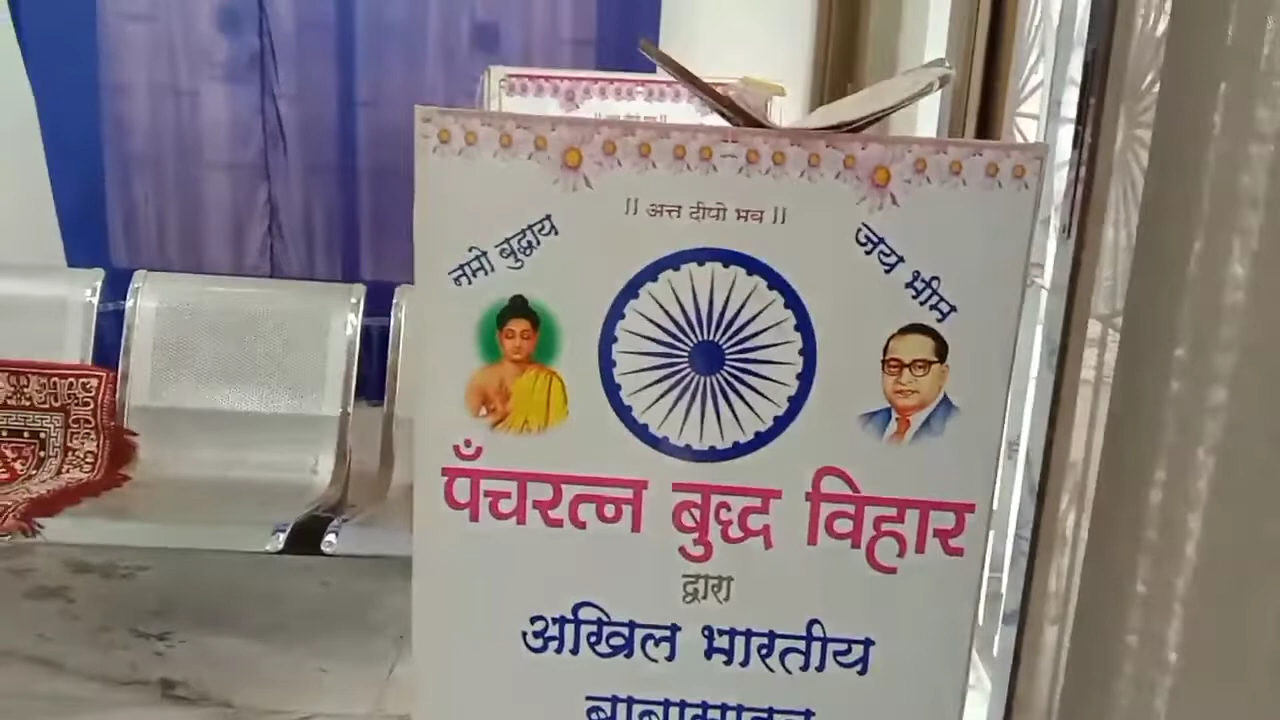 || अत्त दीपो भव ||
नमो बुद्धाय
जय भीम
पँचरत्न बुद्ध विहार
द्वारा
अखिल भारतीय